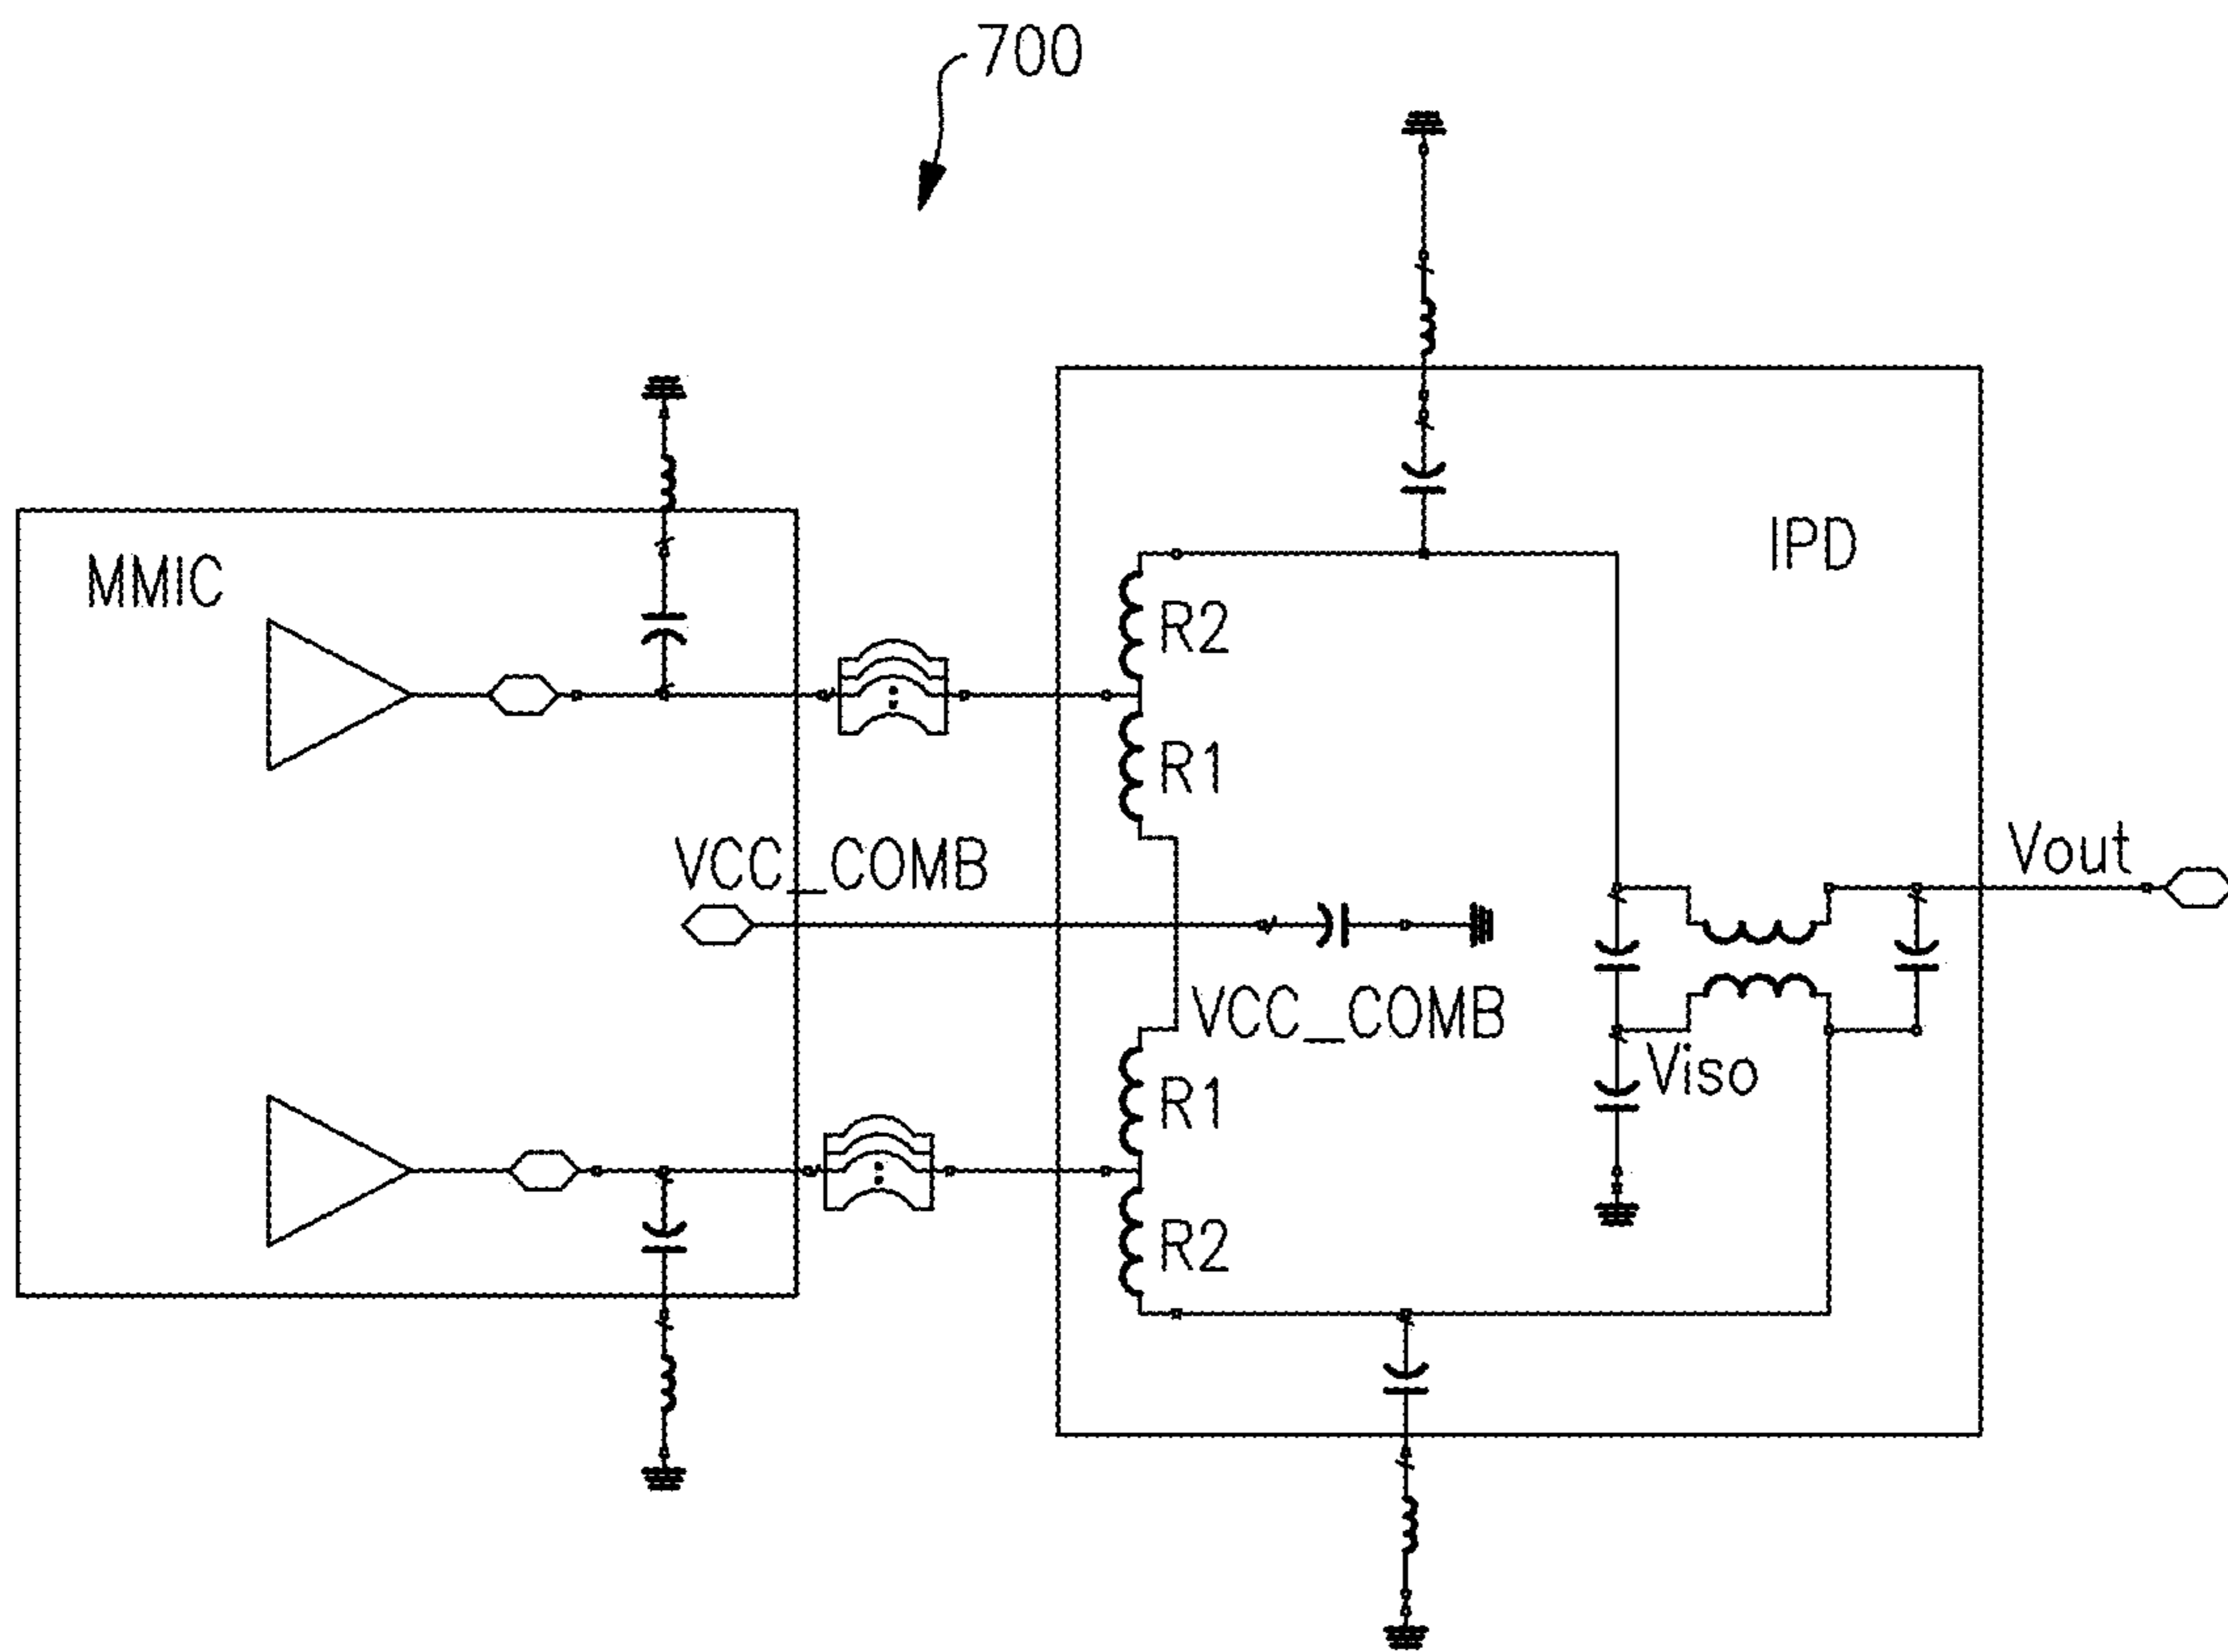 700
MMIC
IPD
R2
R1
VCC_COMB
Vout
VCC_COMB
R1
Viso
R2